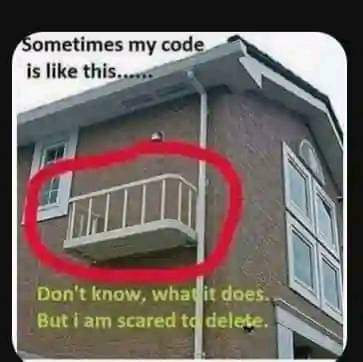 Sometimes my code
is like this......
Don't know, what it does..
But i am scared to delete.